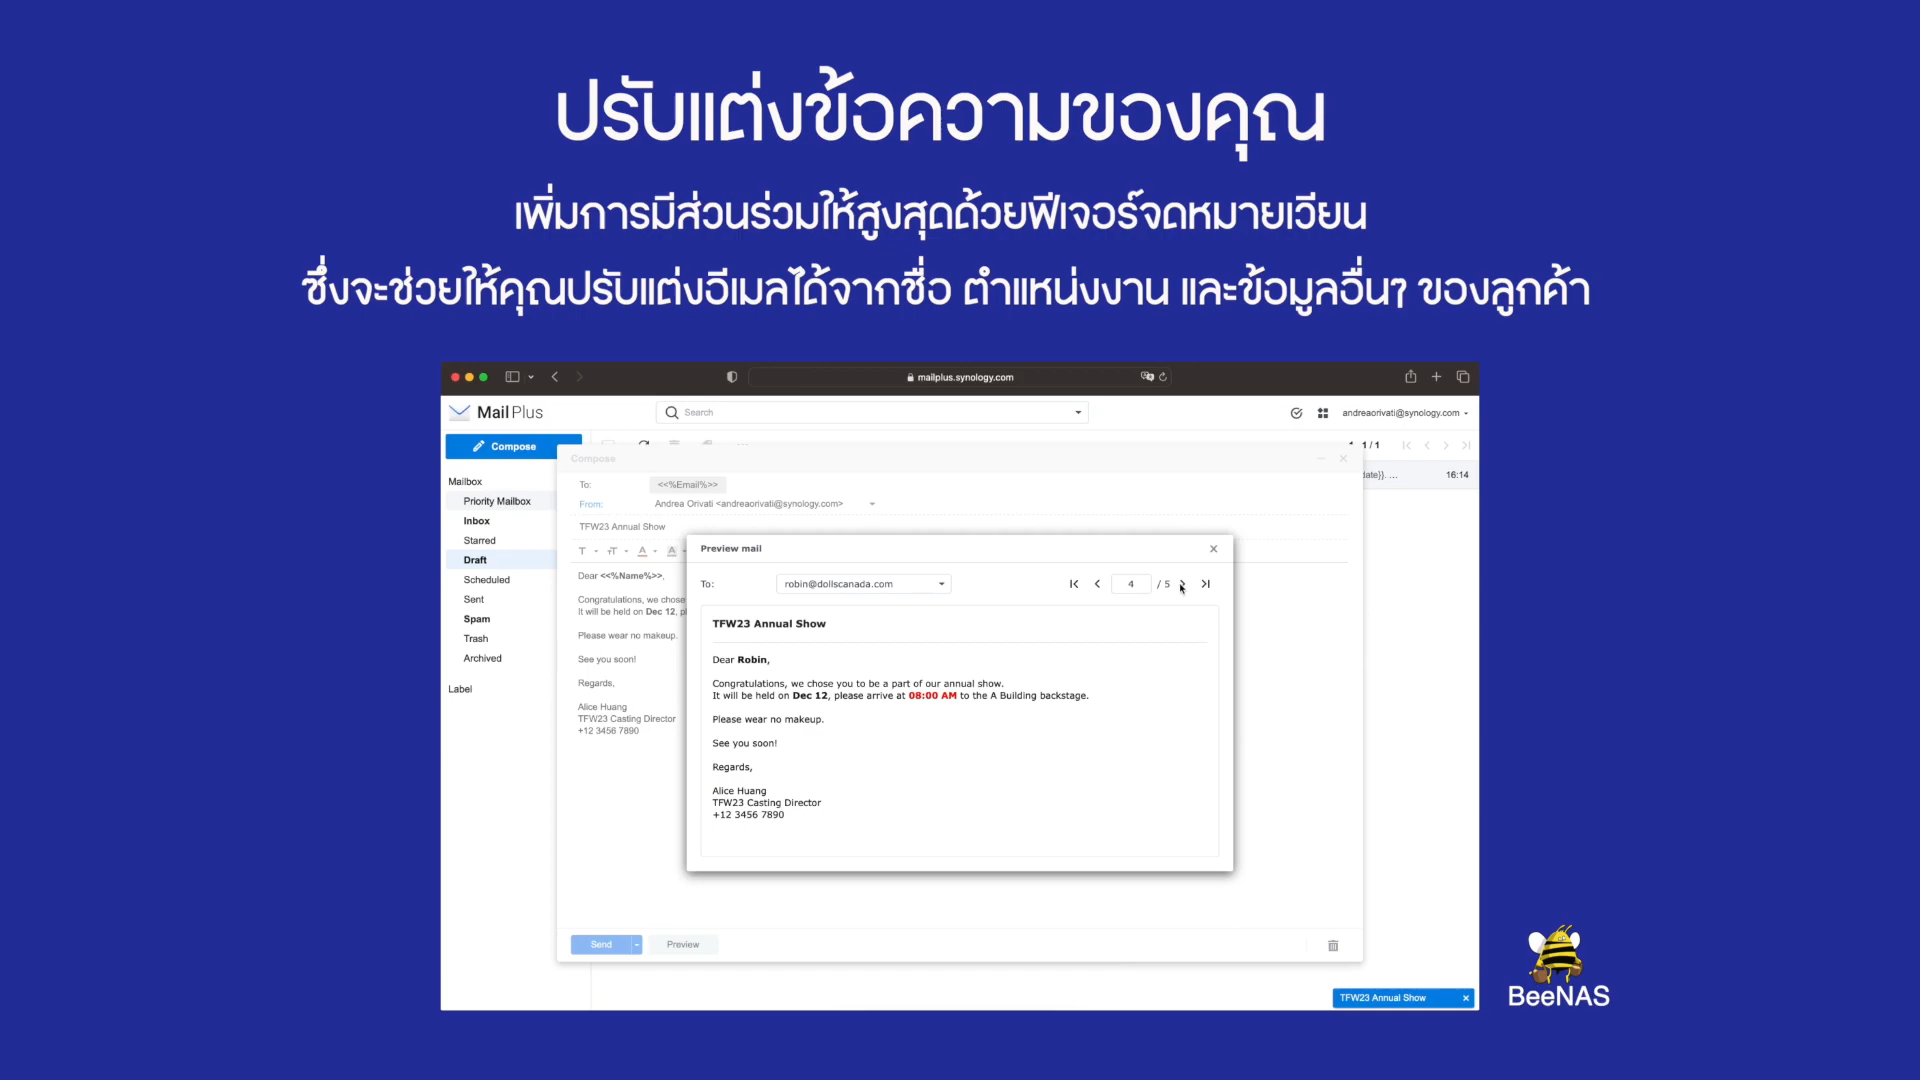 ปรับแต่งข้อความของคุณ
เพิ่มการมีส่วนร่วมให้สูงสุดด้วยฟีเจอร์จดหมายเวียน
ซึ่งจะช่วยให้คุณปรับแต่งอีเมลได้จากชื่อ ตำแหน่งงาน และข้อมูลอื่นๆ ของลูกค้า
mailplus.synology.com
MailPlus
Search
andreaorivati@synology.com
Compose
1/1
Compose
date}}. ...
16:14
Mailbox
Priority Mailbox
Inbox
Starred
Draft
Scheduled
Sent
Spam
Trash
Archived
Label
To: <<%Email%>>
From: Andrea Orivati <andreaorivati@synology.com>
TFW23 Annual Show
Dear <<%Name%>>,
Congratulations, we chose
It will be held on Dec 12, pl
Please wear no makeup.
See you soon!
Regards,
Alice Huang
TFW23 Casting Director
+12 3456 7890
Preview mail
To: robin@dollscanada.com 4 / 5
TFW23 Annual Show
Dear Robin,
Congratulations, we chose you to be a part of our annual show.
It will be held on Dec 12, please arrive at 08:00 AM to the A Building backstage.
Please wear no makeup.
See you soon!
Regards,
Alice Huang
TFW23 Casting Director
+12 3456 7890
Send
Preview
TFW23 Annual Show
BeeNAS